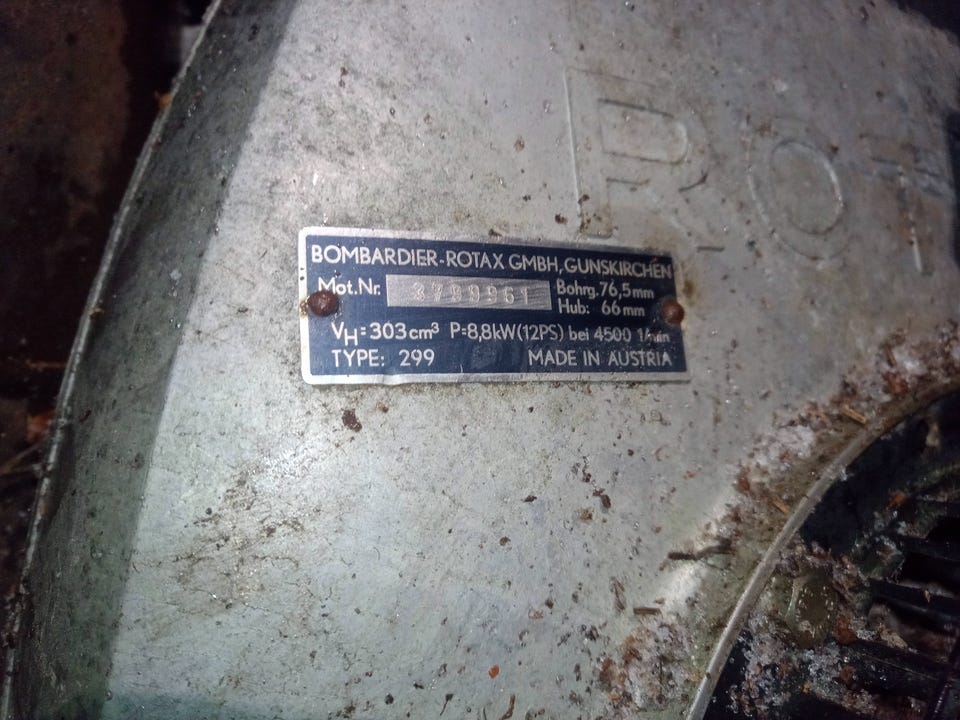 ROT
BOMBARDIER-ROTAX GMBH, GUNSKIRCHEN
Mot.Nr. Bohrg. 76,5mm
Hub: 66mm
VH=303cm³ P=8,8kW(12PS) bei 4500 1/min
TYPE: 299 MADE IN AUSTRIA